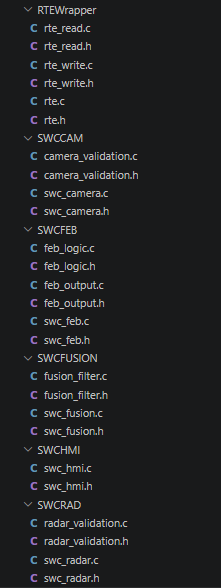 RTEWrapper
C rte_read.c
C rte_read.h
C rte_write.c
C rte_write.h
C rte.c
C rte.h
SWCCAM
C camera_validation.c
C camera_validation.h
C swc_camera.c
C swc_camera.h
SWCFEB
C feb_logic.c
C feb_logic.h
C feb_output.c
C feb_output.h
C swc_feb.c
C swc_feb.h
SWCFUSION
C fusion_filter.c
C fusion_filter.h
C swc_fusion.c
C swc_fusion.h
SWCHMI
C swc_hmi.c
C swc_hmi.h
SWCRAD
C radar_validation.c
C radar_validation.h
C swc_radar.c
C swc_radar.h